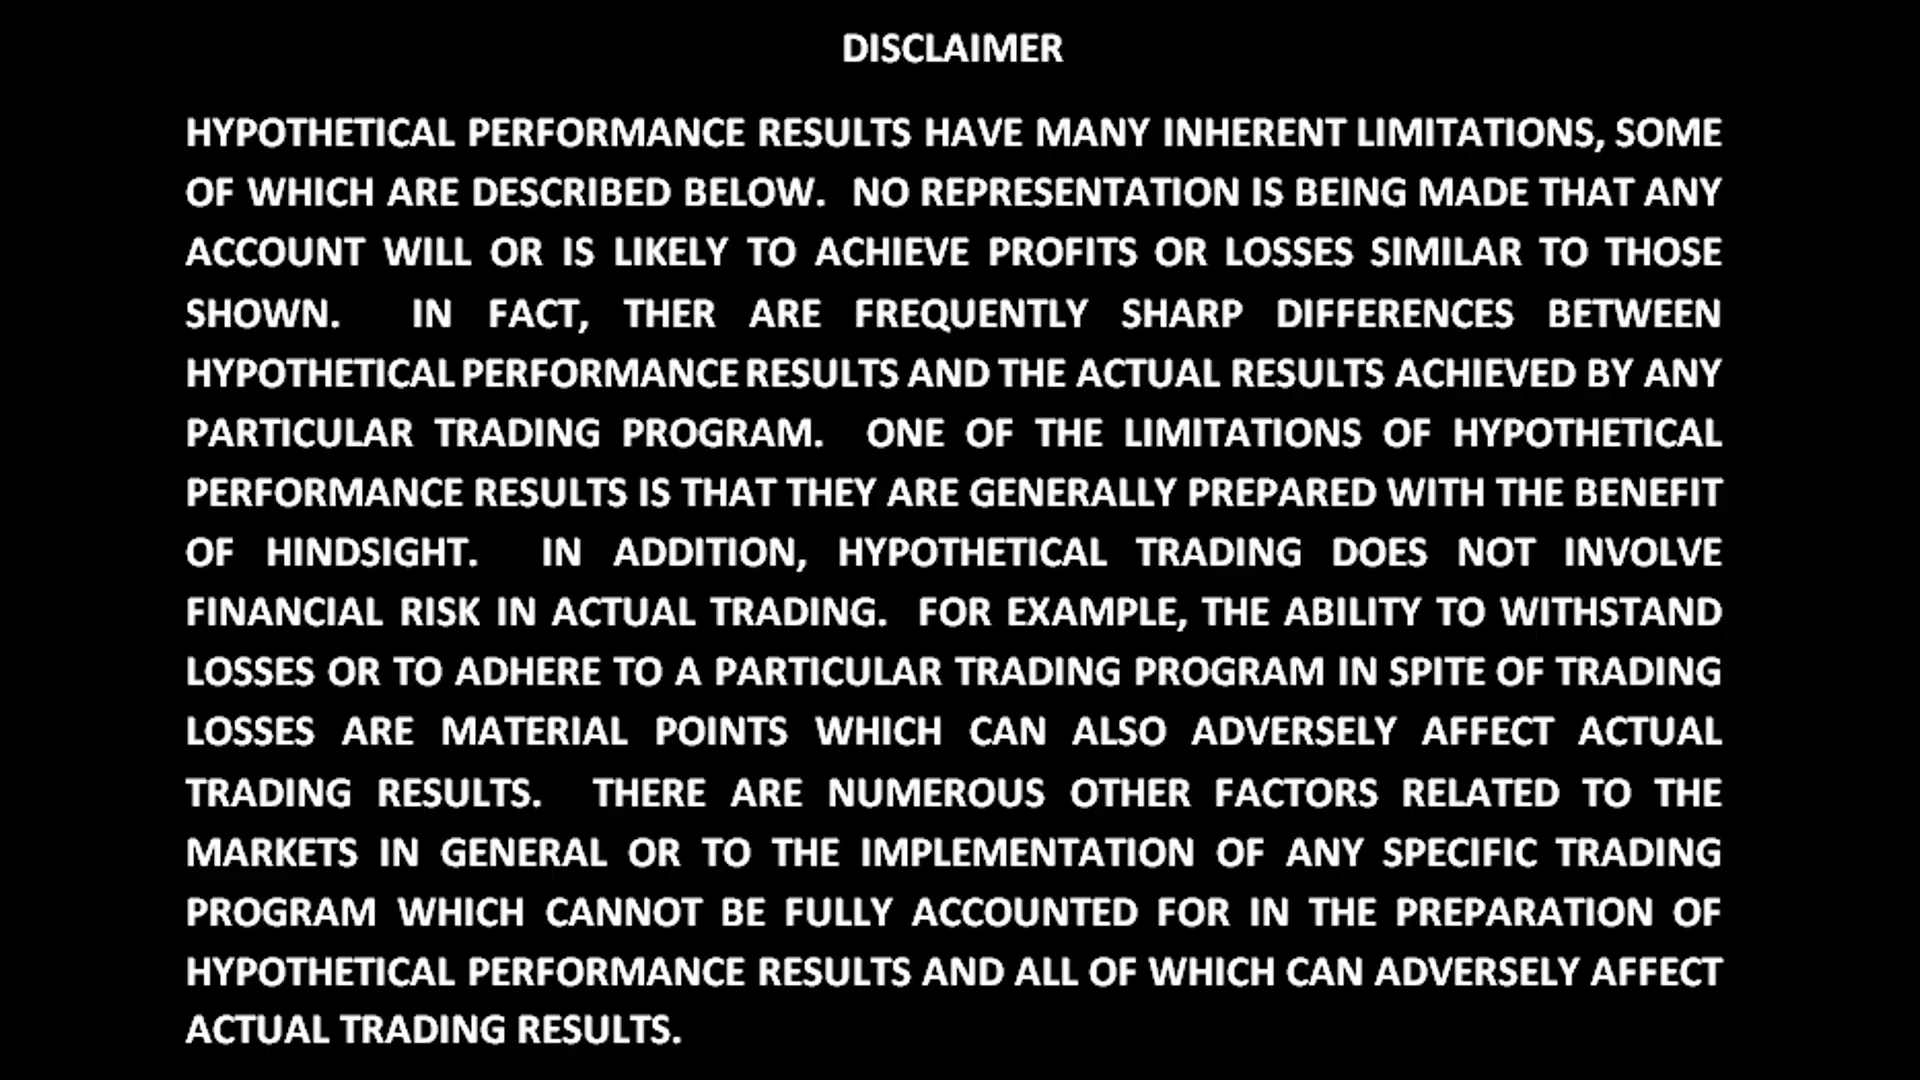 DISCLAIMER
HYPOTHETICAL PERFORMANCE RESULTS HAVE MANY INHERENT LIMITATIONS, SOME
OF WHICH ARE DESCRIBED BELOW. NO REPRESENTATION IS BEING MADE THAT ANY
ACCOUNT WILL OR IS LIKELY TO ACHIEVE PROFITS OR LOSSES SIMILAR TO THOSE
SHOWN. IN FACT, THER ARE FREQUENTLY SHARP DIFFERENCES BETWEEN
HYPOTHETICAL PERFORMANCE RESULTS AND THE ACTUAL RESULTS ACHIEVED BY ANY
PARTICULAR TRADING PROGRAM. ONE OF THE LIMITATIONS OF HYPOTHETICAL
PERFORMANCE RESULTS IS THAT THEY ARE GENERALLY PREPARED WITH THE BENEFIT
OF HINDSIGHT. IN ADDITION, HYPOTHETICAL TRADING DOES NOT INVOLVE
FINANCIAL RISK IN ACTUAL TRADING. FOR EXAMPLE, THE ABILITY TO WITHSTAND
LOSSES OR TO ADHERE TO A PARTICULAR TRADING PROGRAM IN SPITE OF TRADING
LOSSES ARE MATERIAL POINTS WHICH CAN ALSO ADVERSELY AFFECT ACTUAL
TRADING RESULTS. THERE ARE NUMEROUS OTHER FACTORS RELATED TO THE
MARKETS IN GENERAL OR TO THE IMPLEMENTATION OF ANY SPECIFIC TRADING
PROGRAM WHICH CANNOT BE FULLY ACCOUNTED FOR IN THE PREPARATION OF
HYPOTHETICAL PERFORMANCE RESULTS AND ALL OF WHICH CAN ADVERSELY AFFECT
ACTUAL TRADING RESULTS.